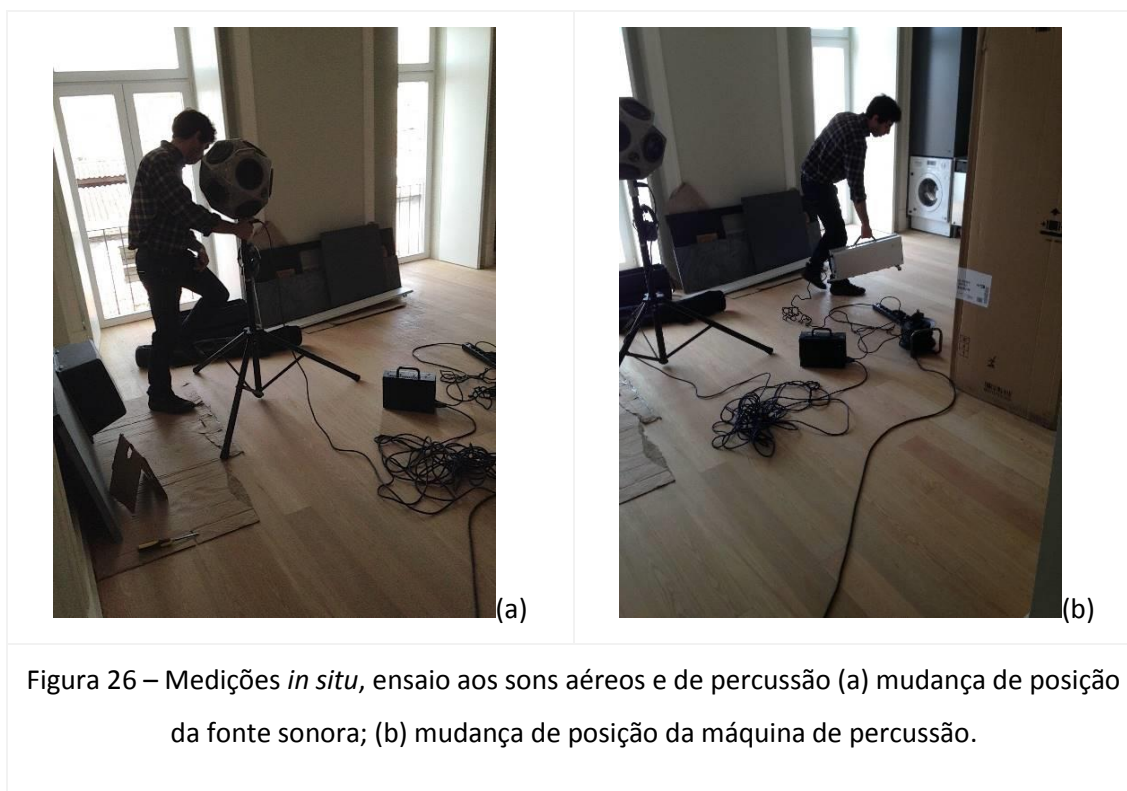 (a)
(b)
Figura 26 – Medições in situ, ensaio aos sons aéreos e de percussão (a) mudança de posição
da fonte sonora; (b) mudança de posição da máquina de percussão.